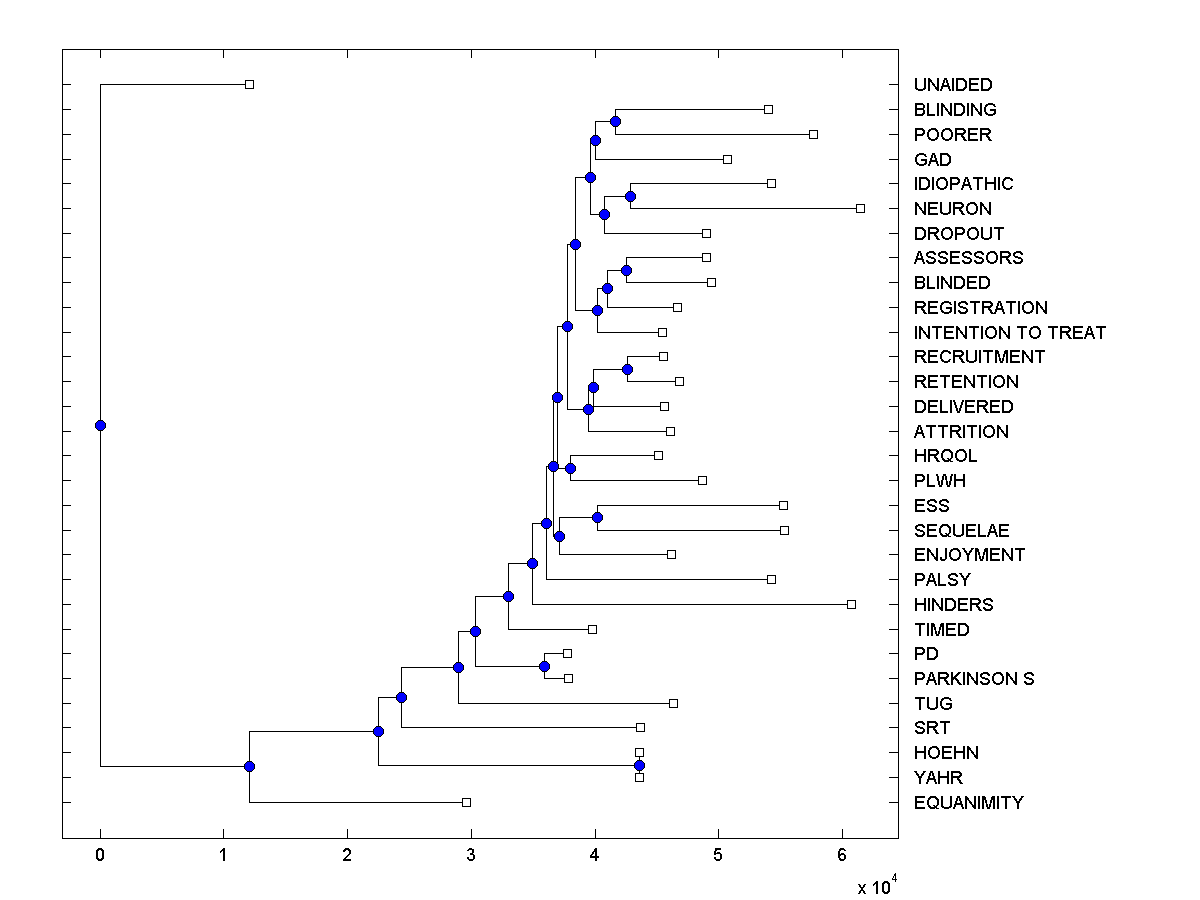 UNAIDED
BLINDING
POORER
GAD
IDIOPATHIC
NEURON
DROPOUT
ASSESSORS
BLINDED
REGISTRATION
INTENTION TO TREAT
RECRUITMENT
RETENTION
DELIVERED
ATTRITION
HRQOL
PLWH
ESS
SEQUELAE
ENJOYMENT
PALSY
HINDERS
TIMED
PD
PARKINSON S
TUG
SRT
HOEHN
YAHR
EQUANIMITY
0 1 2 3 4 5 6
x 10^4